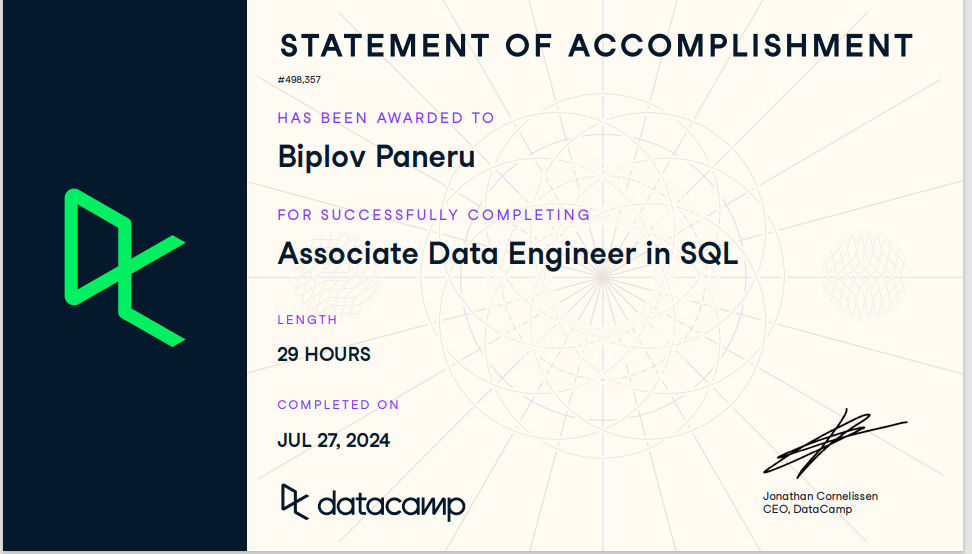 STATEMENT OF ACCOMPLISHMENT
#498,357
HAS BEEN AWARDED TO
Biplov Paneru
FOR SUCCESSFULLY COMPLETING
Associate Data Engineer in SQL
LENGTH
29 HOURS
COMPLETED ON
JUL 27, 2024
datacamp
Jonathan Cornelissen
CEO, DataCamp